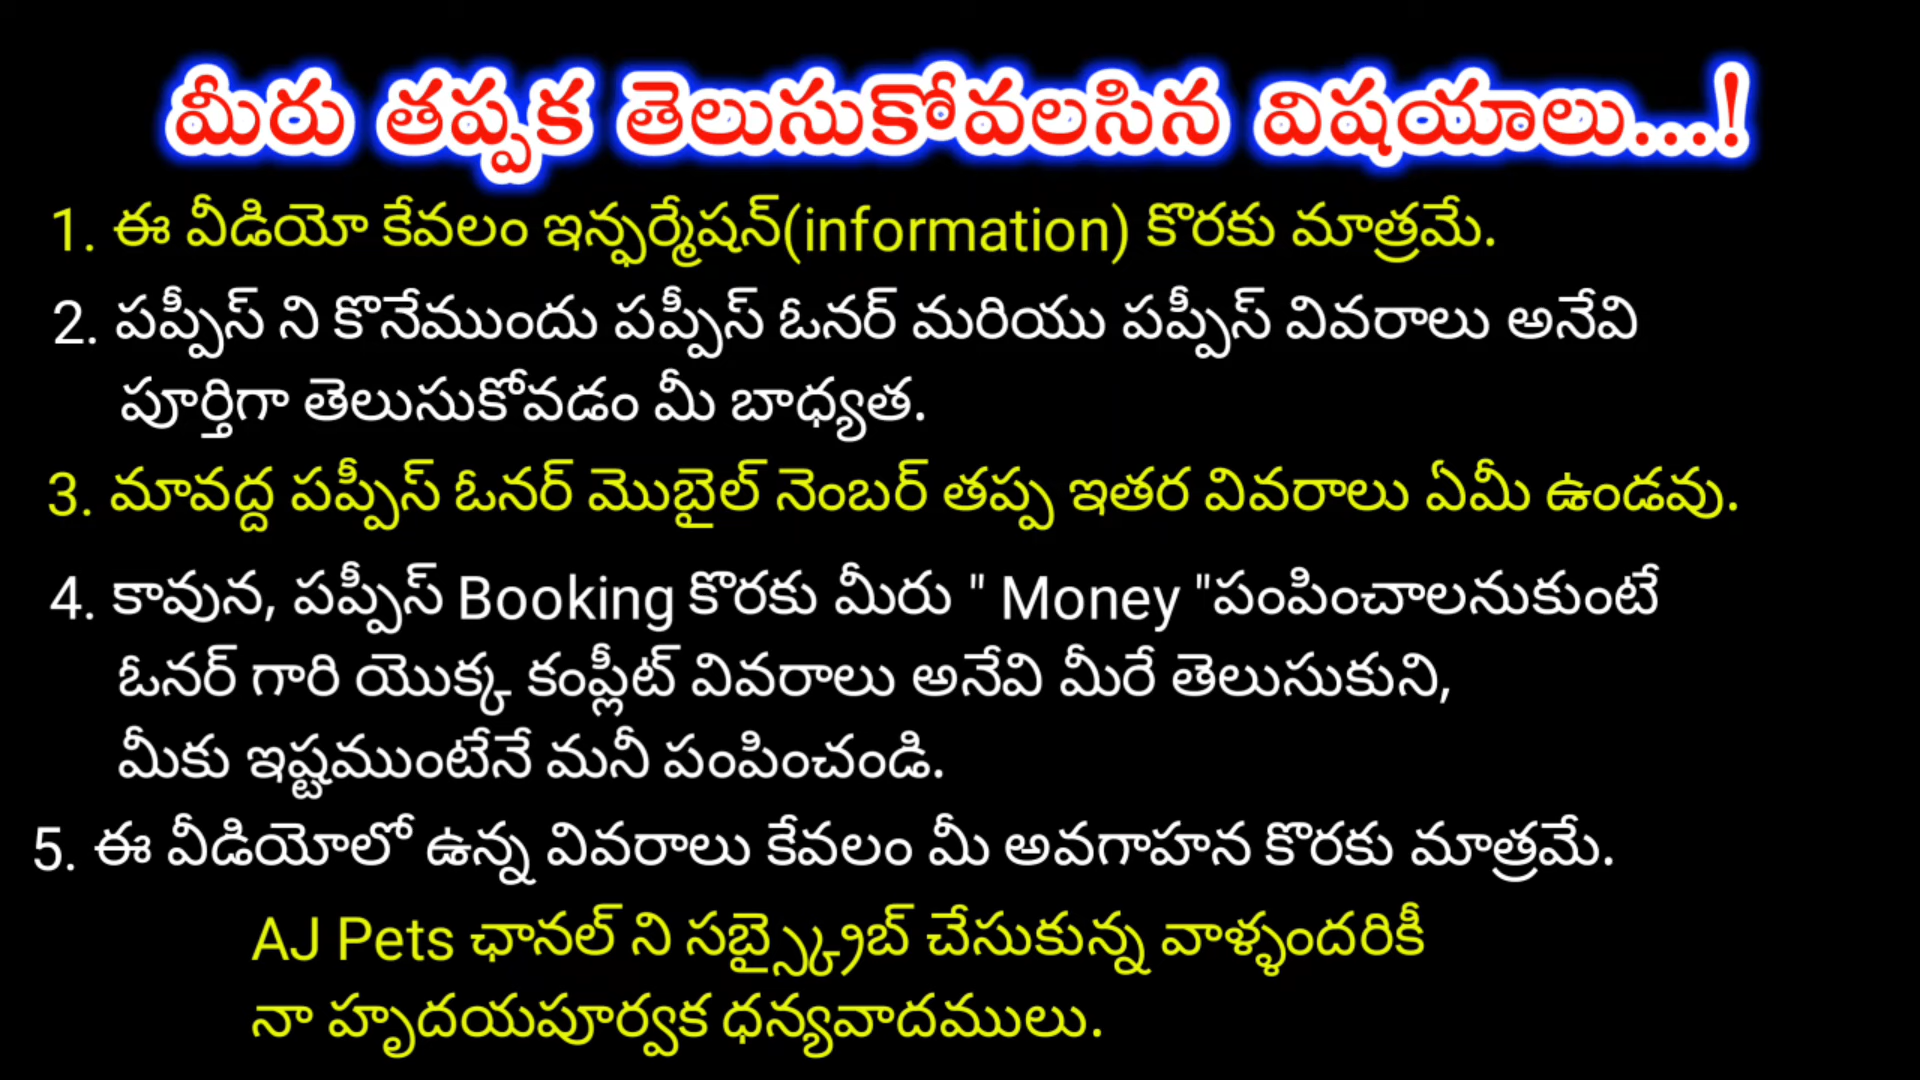 మీరు తప్పక తెలుసుకోవలసిన విషయాలు...!
1. ఈ వీడియో కేవలం ఇన్ఫర్మేషన్(information) కొరకు మాత్రమే.
2. పప్పీస్ ని కొనేముందు పప్పీస్ ఓనర్ మరియు పప్పీస్ వివరాలు అనేవి
పూర్తిగా తెలుసుకోవడం మీ బాధ్యత.
3. మావద్ద పప్పీస్ ఓనర్ మొబైల్ నెంబర్ తప్ప ఇతర వివరాలు ఏమీ ఉండవు.
4. కావున, పప్పీస్ Booking కొరకు మీరు " Money "పంపించాలనుకుంటే
ఓనర్ గారి యొక్క కంప్లీట్ వివరాలు అనేవి మీరే తెలుసుకుని,
మీకు ఇష్టముంటేనే మనీ పంపించండి.
5. ఈ వీడియోలో ఉన్న వివరాలు కేవలం మీ అవగాహన కొరకు మాత్రమే.
AJ Pets ఛానల్ ని సబ్స్క్రైబ్ చేసుకున్న వాళ్ళందరికీ
నా హృదయపూర్వక ధన్యవాదములు.